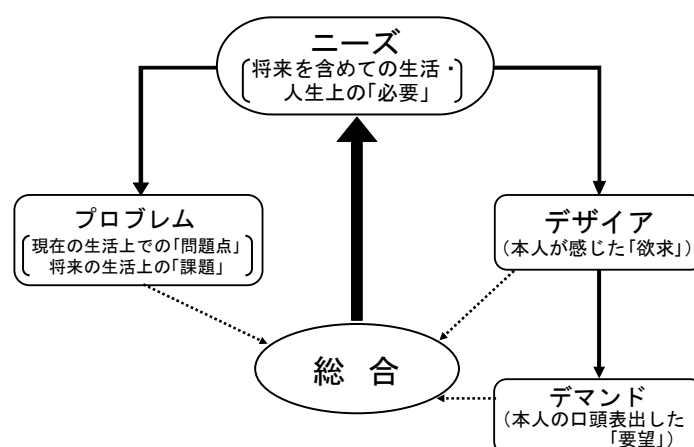 ニーズ
将来を含めての生活・
人生上の「必要」
プロブレム
現在の生活上での「問題点」
将来の生活上の「課題」
デザイア
(本人が感じた「欲求」)
総 合
デマンド
(本人の口頭表出した
「要望」)